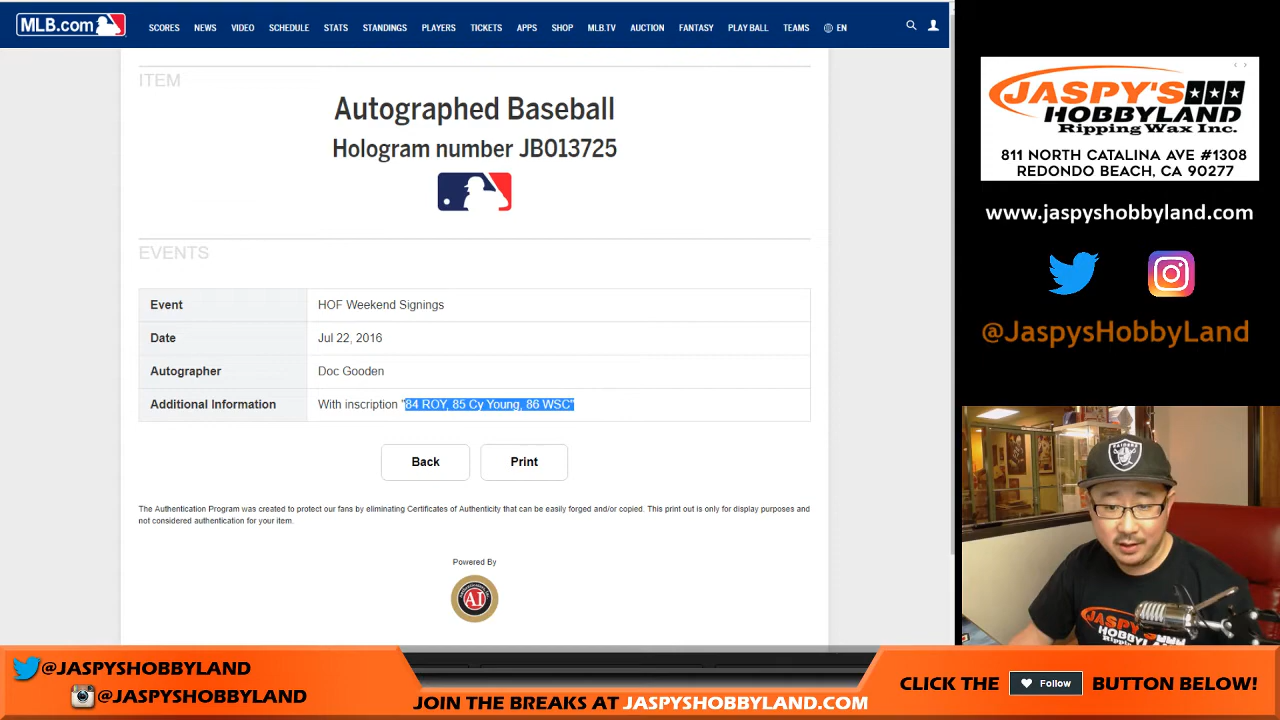 MLB.com
SCORES NEWS VIDEO SCHEDULE STATS STANDINGS PLAYERS TICKETS APPS SHOP MLB.TV AUCTION FANTASY PLAY BALL TEAMS EN
ITEM
Autographed Baseball
Hologram number JB013725
EVENTS
Event HOF Weekend Signings
Date Jul 22, 2016
Autographer Doc Gooden
Additional Information With inscription "84 ROY, 85 Cy Young, 86 WSC"
Back Print
The Authentication Program was created to protect our fans by eliminating Certificates of Authenticity that can be easily forged and/or copied. This print out is only for display purposes and
not considered authentication for your item.
Powered By
AI
JASPY'S
HOBBYLAND
Ripping Wax Inc.
811 NORTH CATALINA AVE #1308
REDONDO BEACH, CA 90277
www.jaspyshobbyland.com
@JaspysHobbyLand
RAIDERS
JASPY'S
HOBBYLAND
@JASPYSHOBBYLAND
@JASPYSHOBBYLAND
JOIN THE BREAKS AT JASPYSHOBBYLAND.COM
CLICK THE Follow BUTTON BELOW!